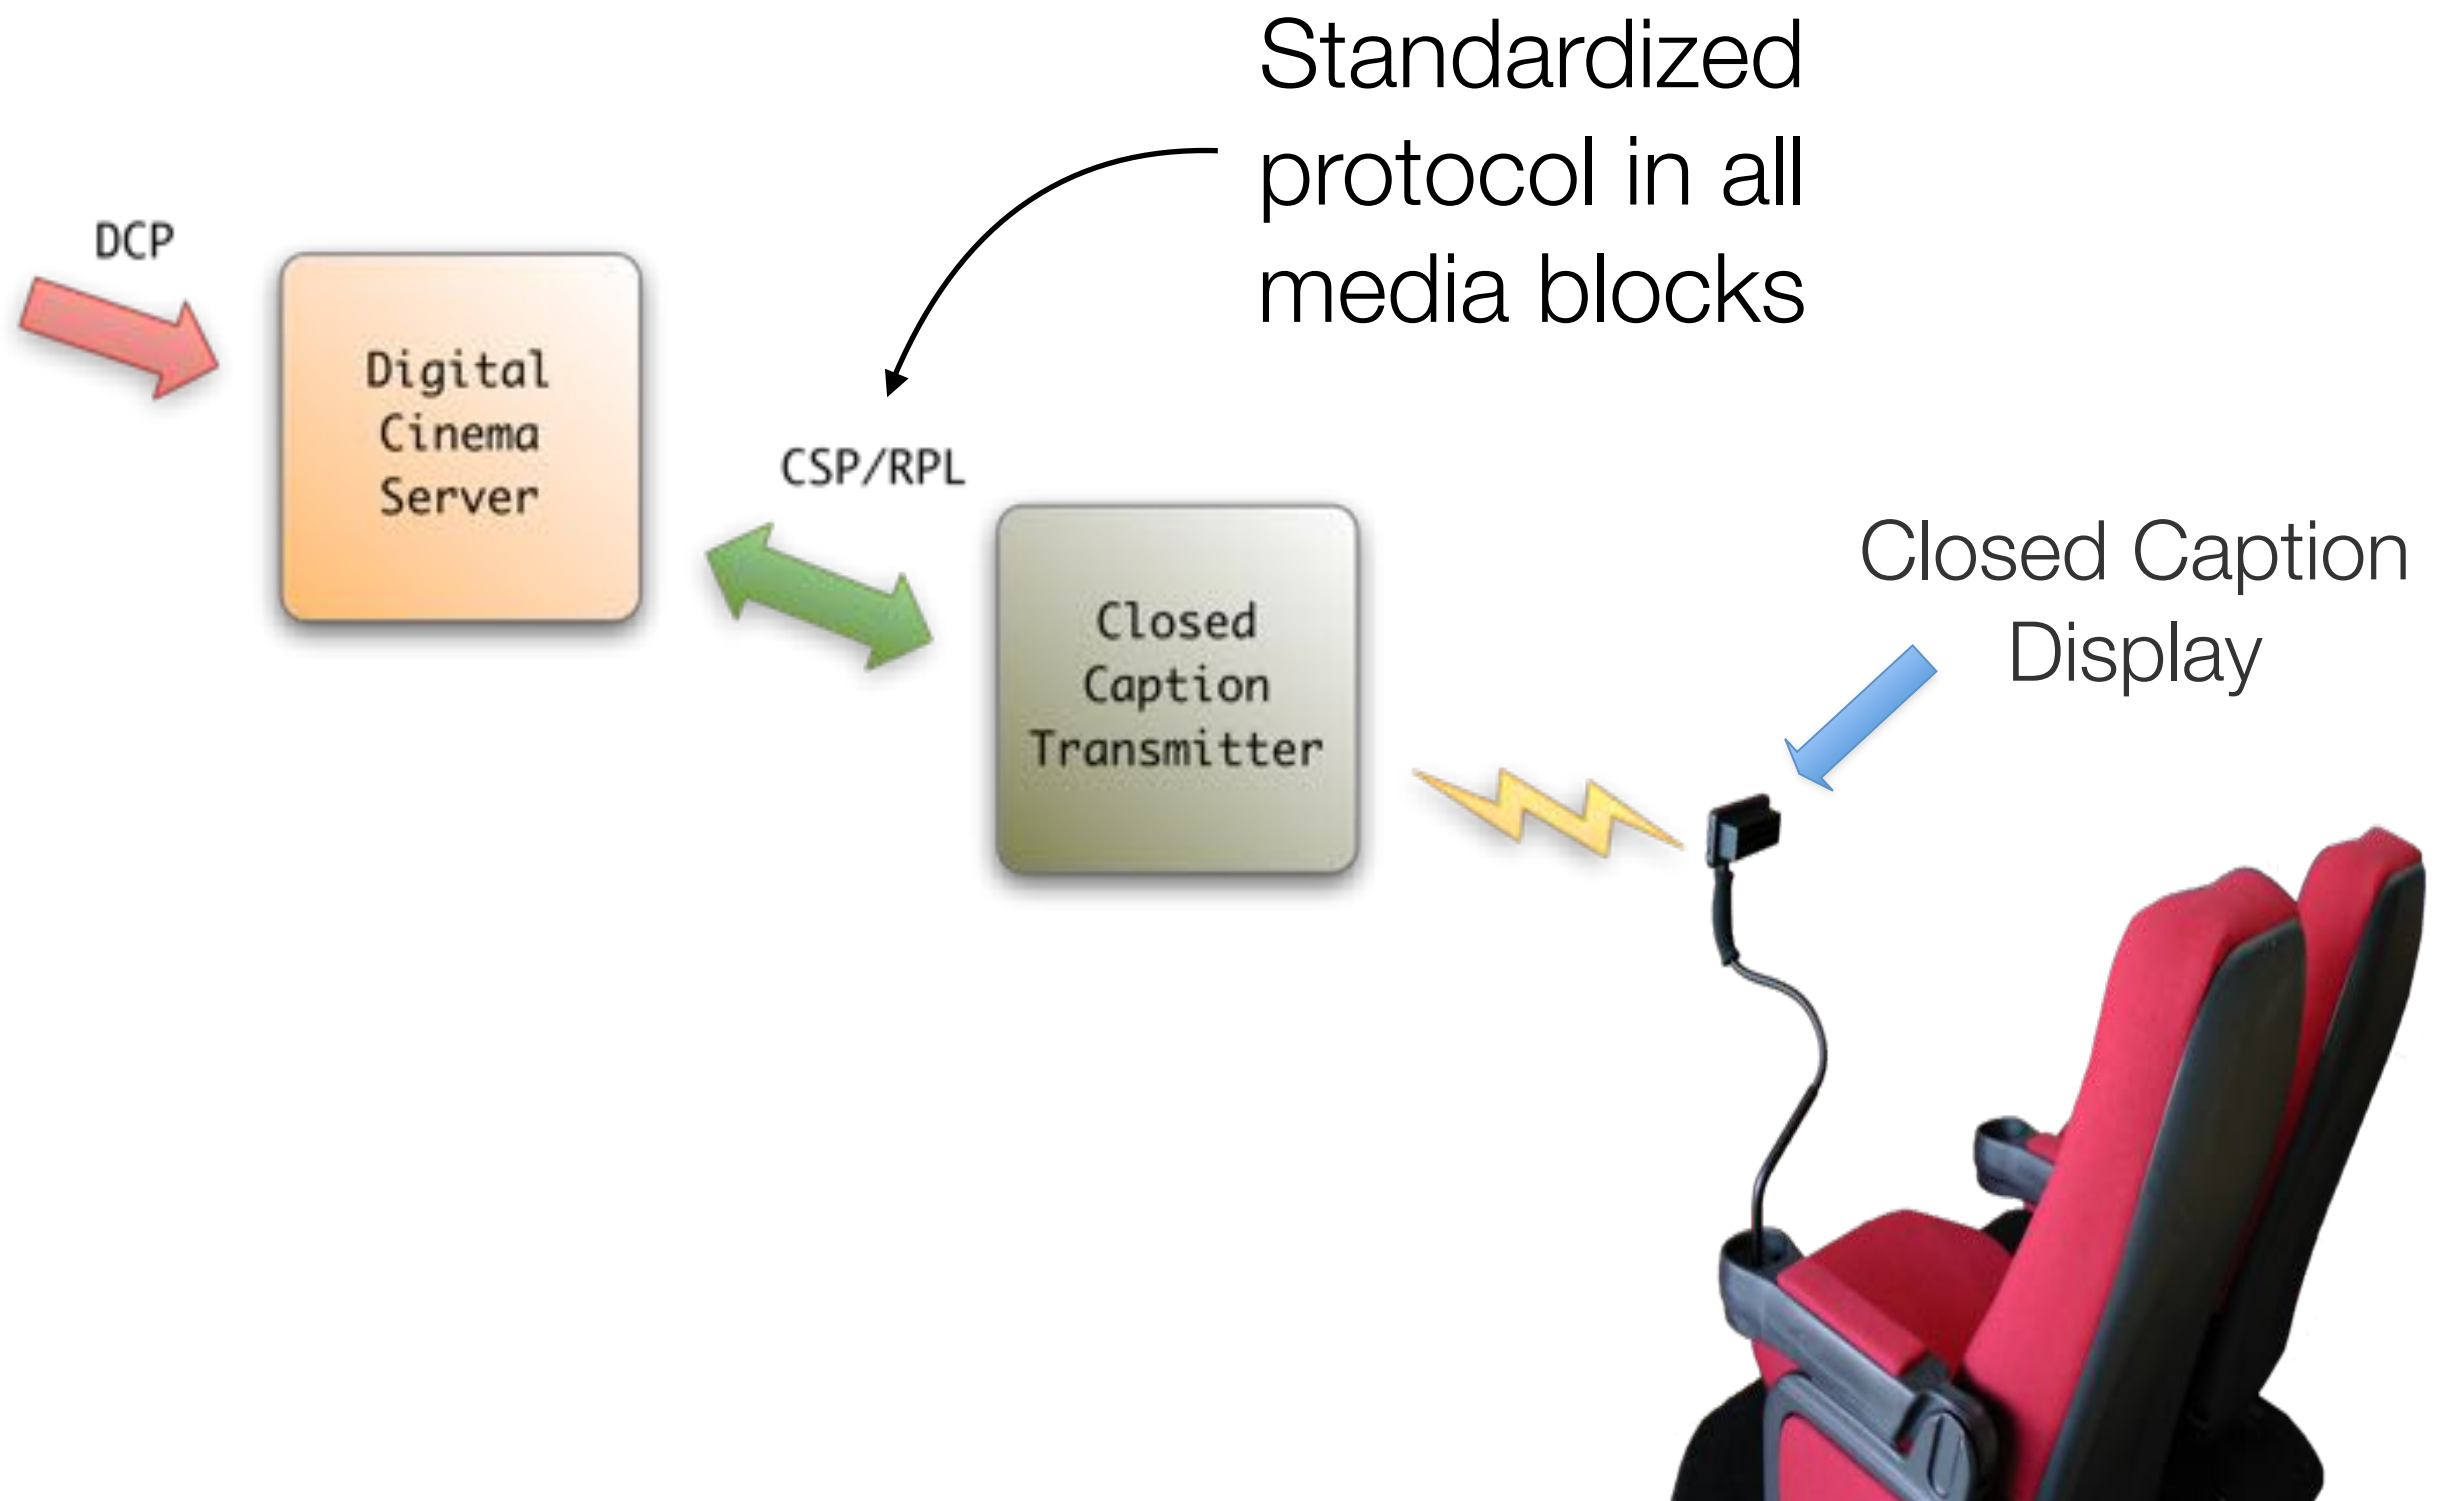 Standardized
protocol in all
media blocks
DCP
Digital
Cinema
Server
CSP/RPL
Closed
Caption
Transmitter
Closed Caption
Display